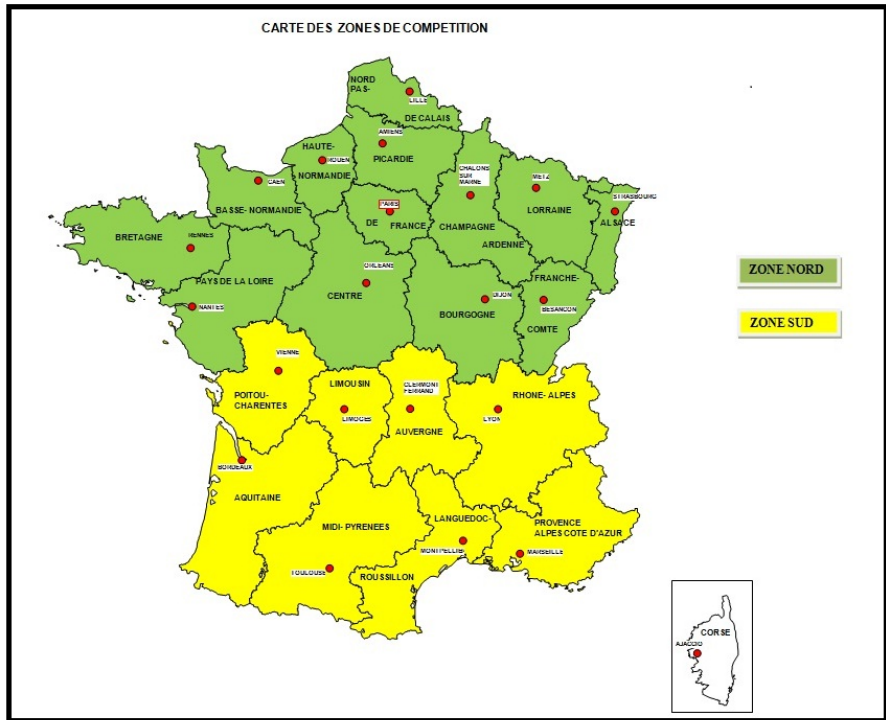 CARTE DES ZONES DE COMPETITION
NORD
PAS-
LILLE
DE CALAIS
AMIENS
PICARDIE
HAUTE-
ROUEN
NORMANDIE
CAEN
BASSE- NORMANDIE
CHALONS
SUR
MARNE
METZ
LORRAINE
STRASBOURG
ALSACE
PARIS
DE FRANCE
CHAMPAGNE
ARDENNE
BRETAGNE
RENNES
PAYS DE LA LOIRE
NANTES
ORLEANS
CENTRE
DIJON
BOURGOGNE
FRANCHE-
BESANCON
COMTE
ZONE NORD
ZONE SUD
VIENNE
POITOU-
CHARENTES
LIMOUSIN
LIMOGES
CLERMONT
FERRAND
AUVERGNE
RHONE- ALPES
LYON
BORDEAUX
AQUITAINE
MIDI- PYRENEES
TOULOUSE
LANGUEDOC-
MONTPELLIE
ROUSSILLON
PROVENCE
ALPES COTE D'AZUR
MARSEILLE
CORSE
AJACCIO